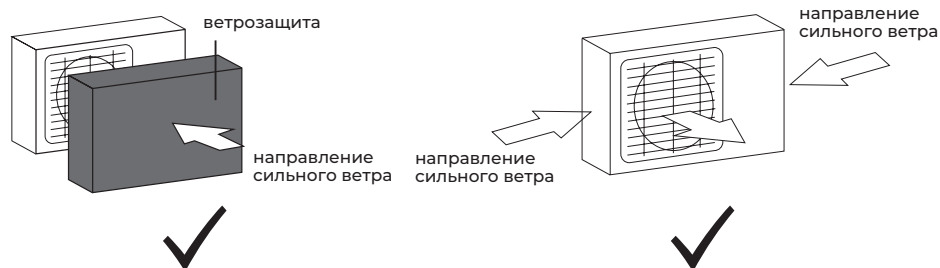 ветрозащита
направление
сильного ветра
направление
сильного ветра
направление
сильного ветра